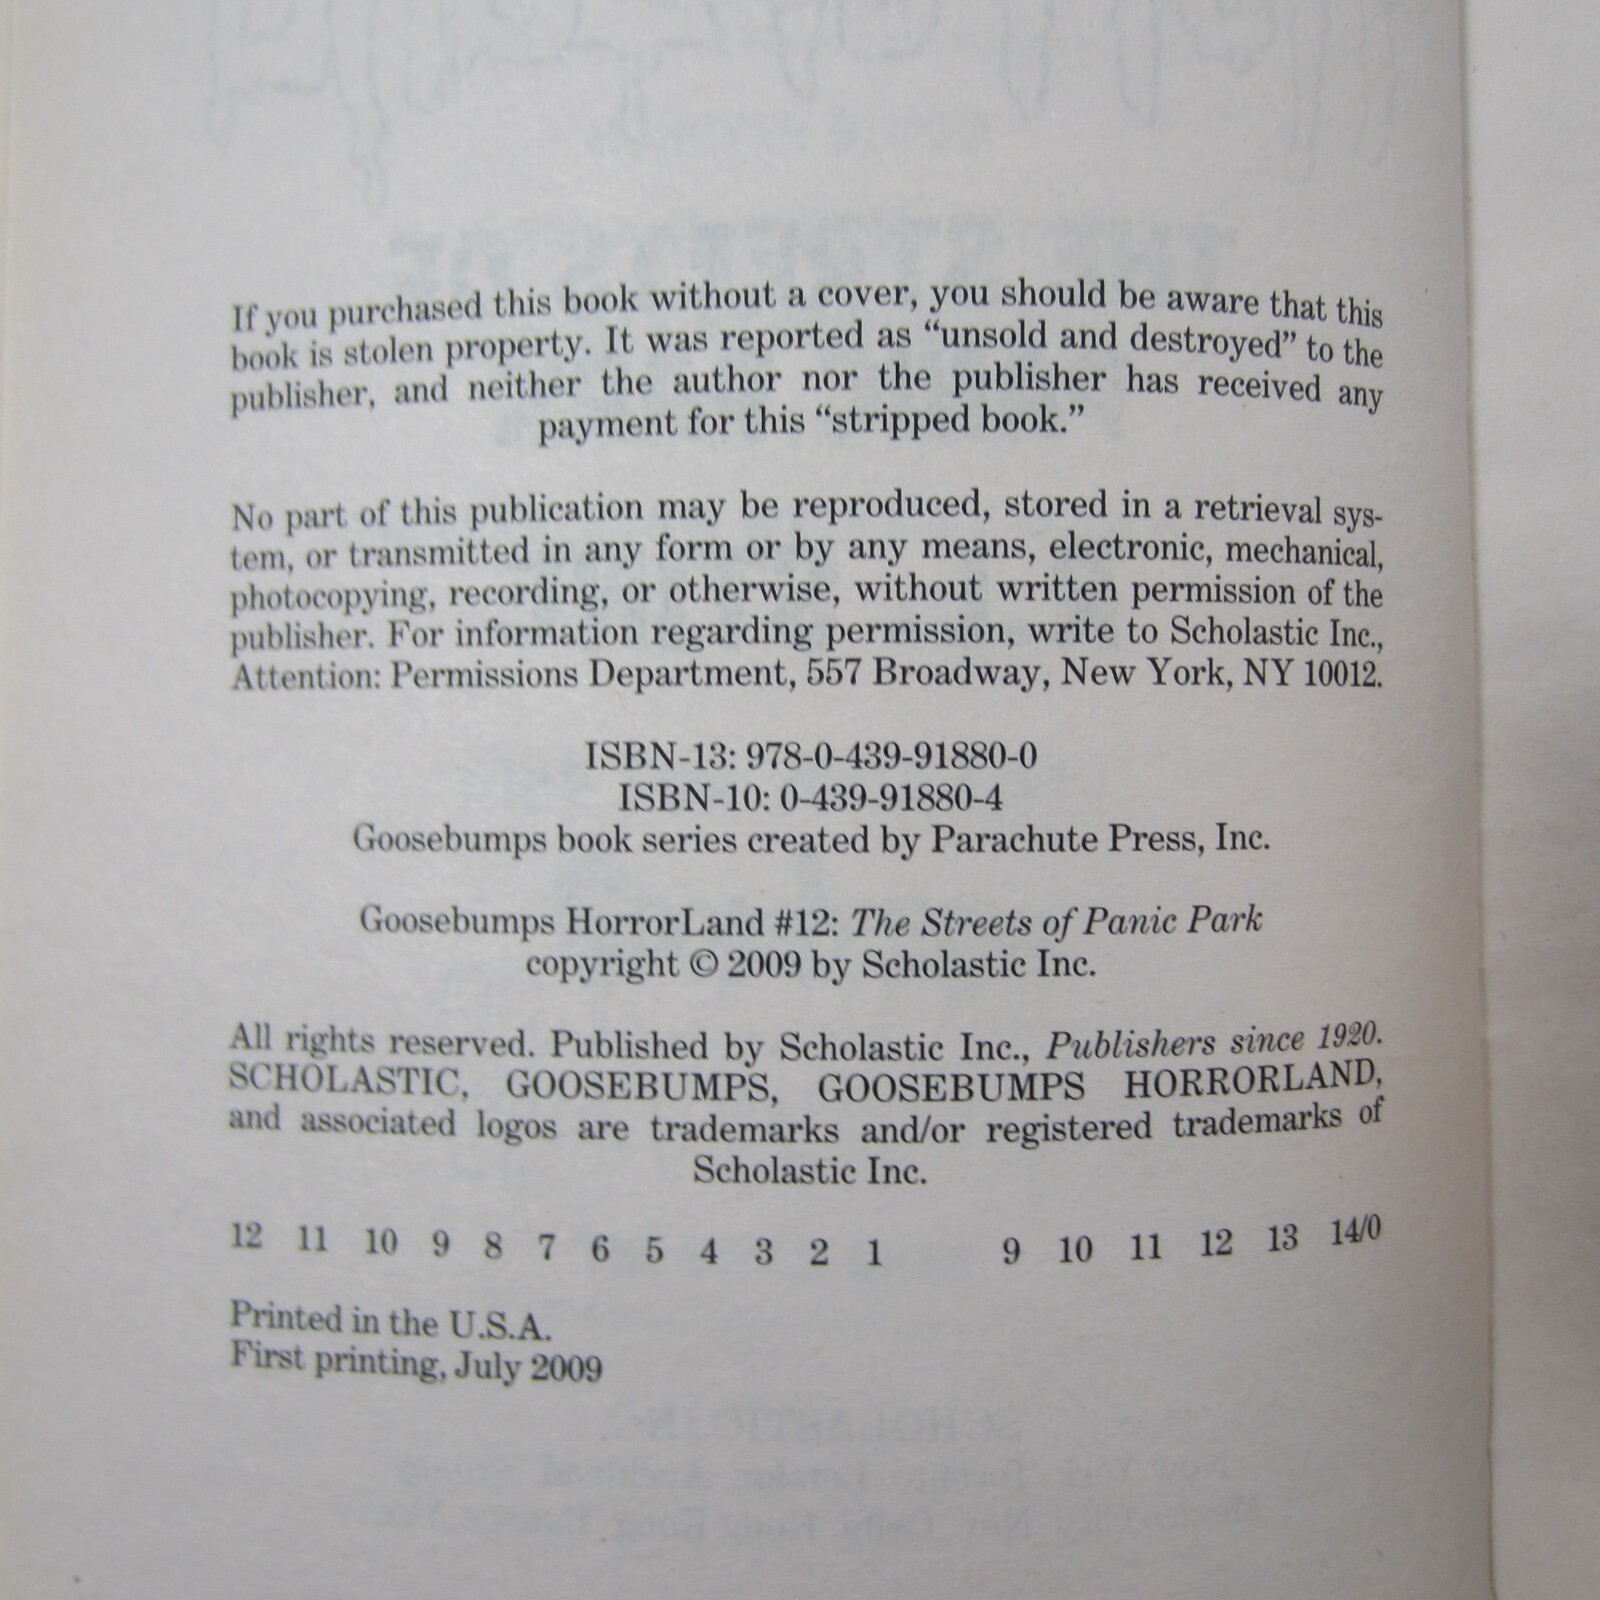 If you purchased this book without a cover, you should be aware that this
book is stolen property. It was reported as “unsold and destroyed” to the
publisher, and neither the author nor the publisher has received any
payment for this “stripped book.”
No part of this publication may be reproduced, stored in a retrieval sys-
tem, or transmitted in any form or by any means, electronic, mechanical,
photocopying, recording, or otherwise, without written permission of the
publisher. For information regarding permission, write to Scholastic Inc.,
Attention: Permissions Department, 557 Broadway, New York, NY 10012.
ISBN-13: 978-0-439-91880-0
ISBN-10: 0-439-91880-4
Goosebumps book series created by Parachute Press, Inc.
Goosebumps HorrorLand #12: The Streets of Panic Park
copyright © 2009 by Scholastic Inc.
All rights reserved. Published by Scholastic Inc., Publishers since 1920.
SCHOLASTIC, GOOSEBUMPS, GOOSEBUMPS HORRORLAND,
and associated logos are trademarks and/or registered trademarks of
Scholastic Inc.
12 11 10 9 8 7 6 5 4 3 2 1 9 10 11 12 13 14/0
Printed in the U.S.A.
First printing, July 2009